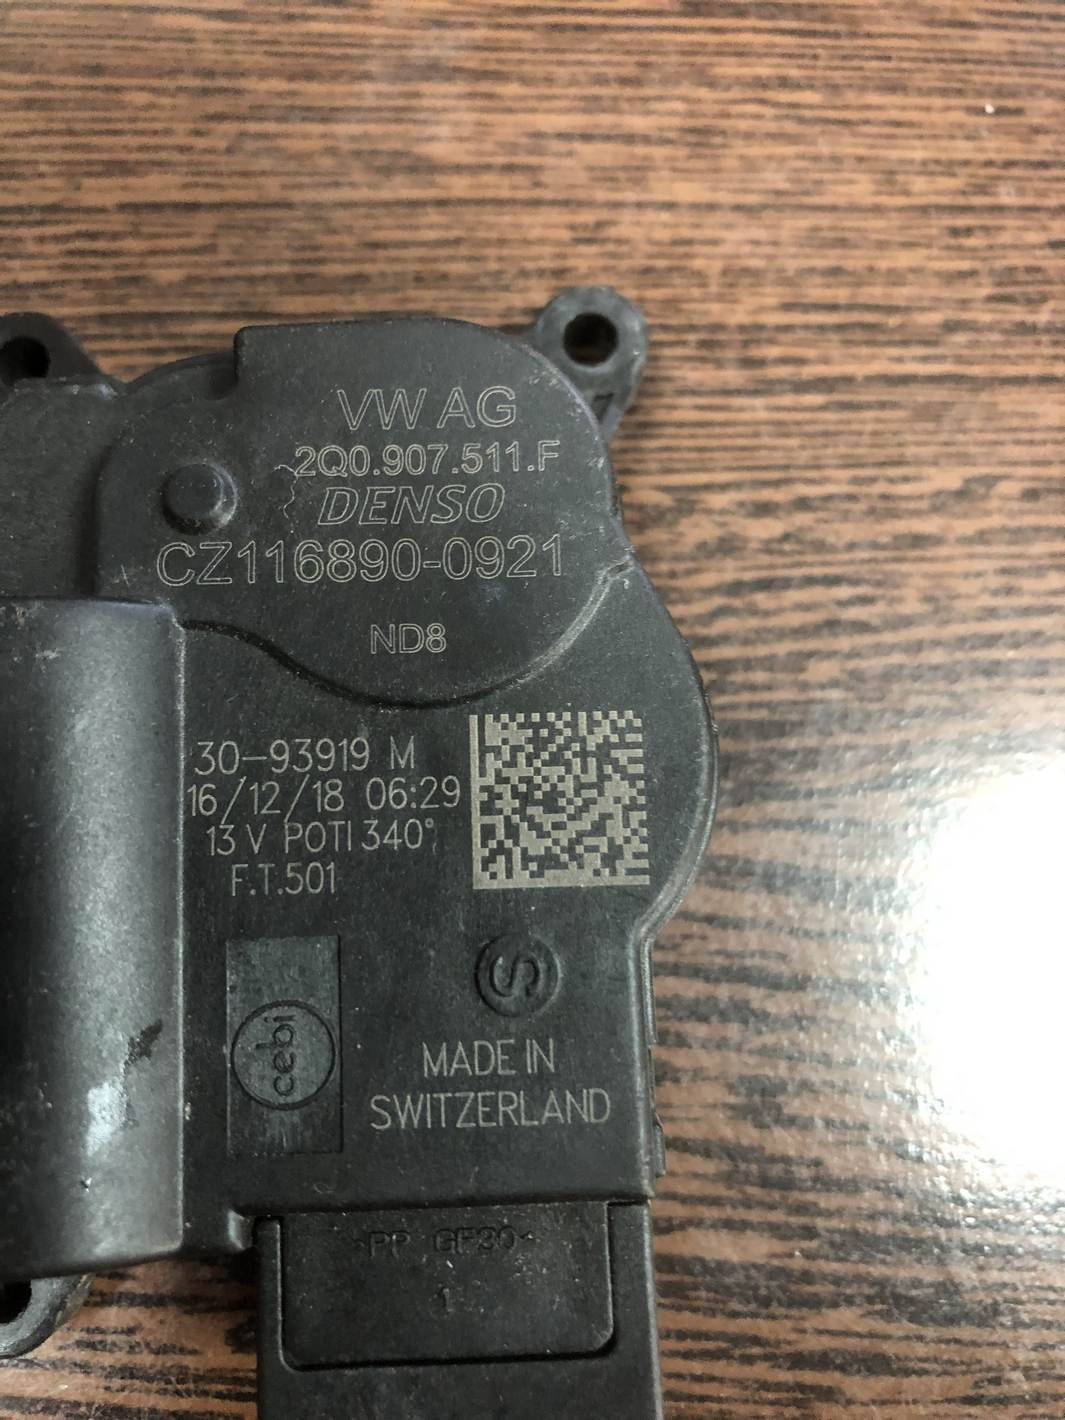 VW AG
2Q0.907.511.F
DENSO
CZ116890-0921
ND8
30-93919 M
16/12/18 06:29
13 V POTI 340°
F.T.501
cebi
MADE IN
SWITZERLAND
>PP GF30<
1